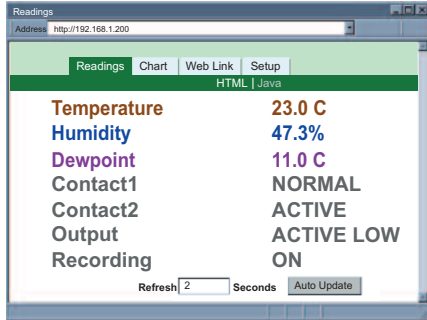 Readings
Address http://192.168.1.200
Readings Chart Web Link Setup
HTML | Java
Temperature 23.0 C
Humidity 47.3%
Dewpoint 11.0 C
Contact1 NORMAL
Contact2 ACTIVE
Output ACTIVE LOW
Recording ON
Refresh 2 Seconds Auto Update